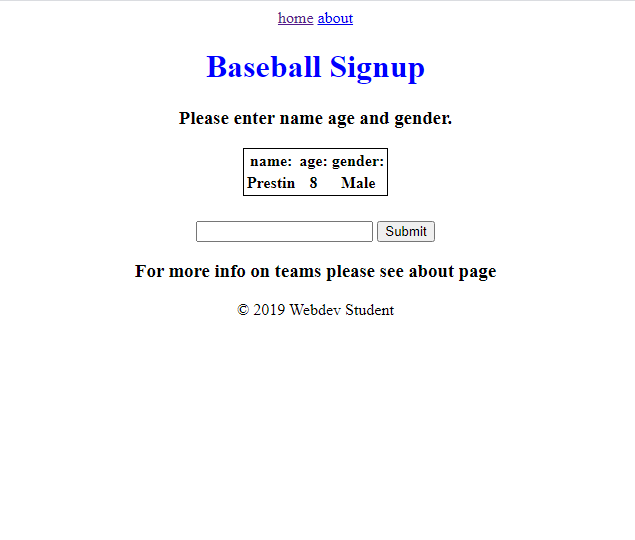 home about
Baseball Signup
Please enter name age and gender.
name: age: gender:
Prestin 8 Male
Submit
For more info on teams please see about page
© 2019 Webdev Student